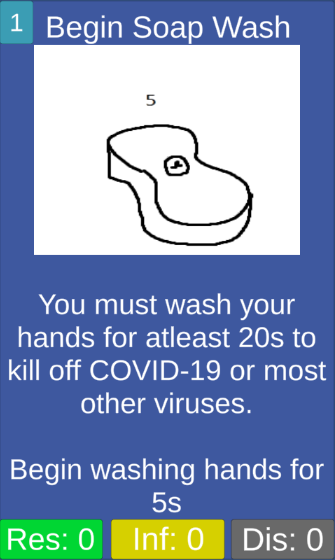 1
Begin Soap Wash
5
You must wash your
hands for atleast 20s to
kill off COVID-19 or most
other viruses.
Begin washing hands for
5s
Res: 0
Inf: 0
Dis: 0